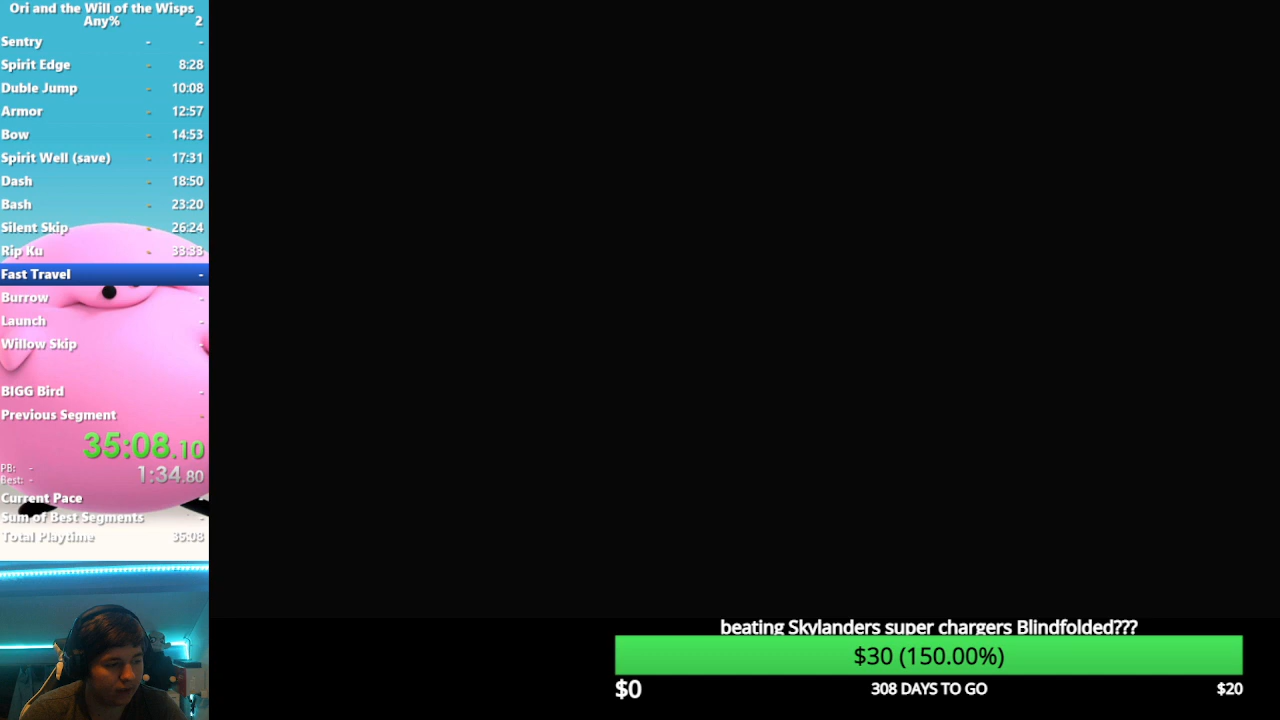 Ori and the Will of the Wisps
Any% 2
Sentry - -
Spirit Edge - 8:28
Duble Jump - 10:08
Armor - 12:57
Bow - 14:53
Spirit Well (save) - 17:31
Dash - 18:50
Bash - 23:20
Silent Skip - 26:24
Rip Ku - 33:33
Fast Travel -
Burrow -
Launch -
Willow Skip -
BIGG Bird -
Previous Segment -
35:08.10
PB: -
1:34.80
Best: -
Current Pace
Sum of Best Segments -
Total Playtime 35:08
beating Skylanders super chargers Blindfolded???
$30 (150.00%)
$0 308 DAYS TO GO $20